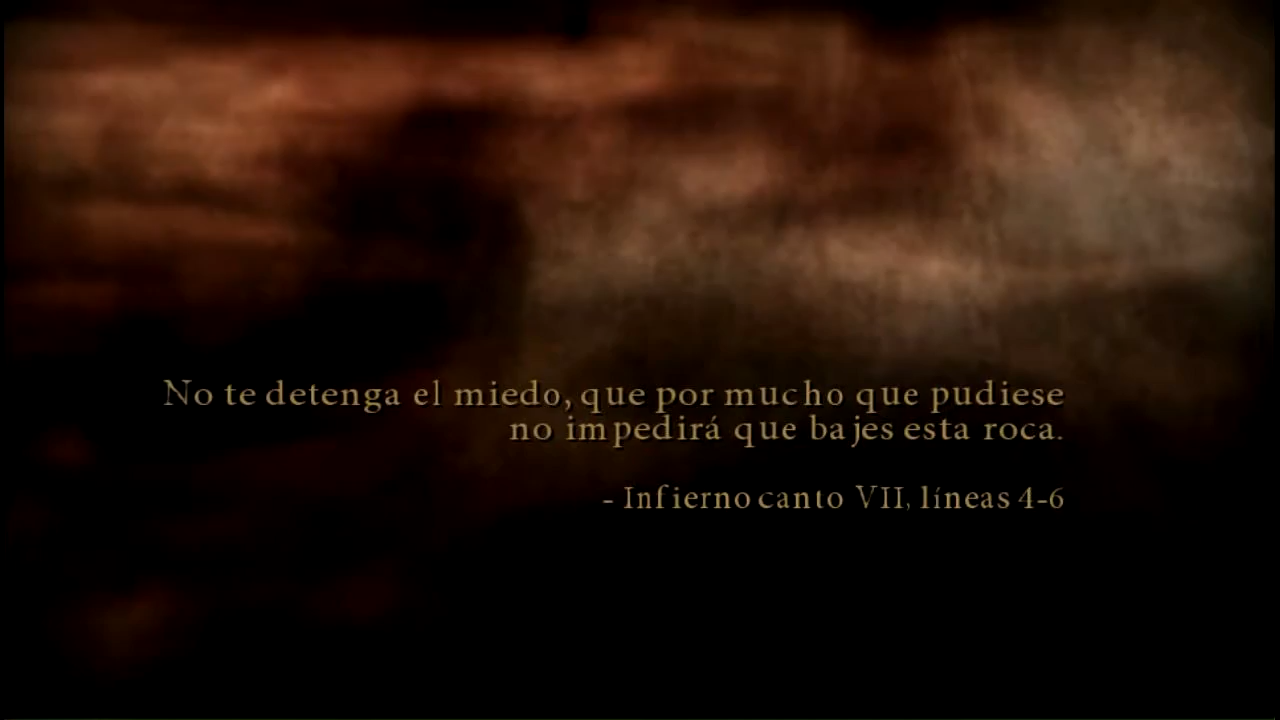 No te detenga el miedo, que por mucho que pudiese
no impedirá que bajes esta roca.
- Infierno canto VII, líneas 4-6